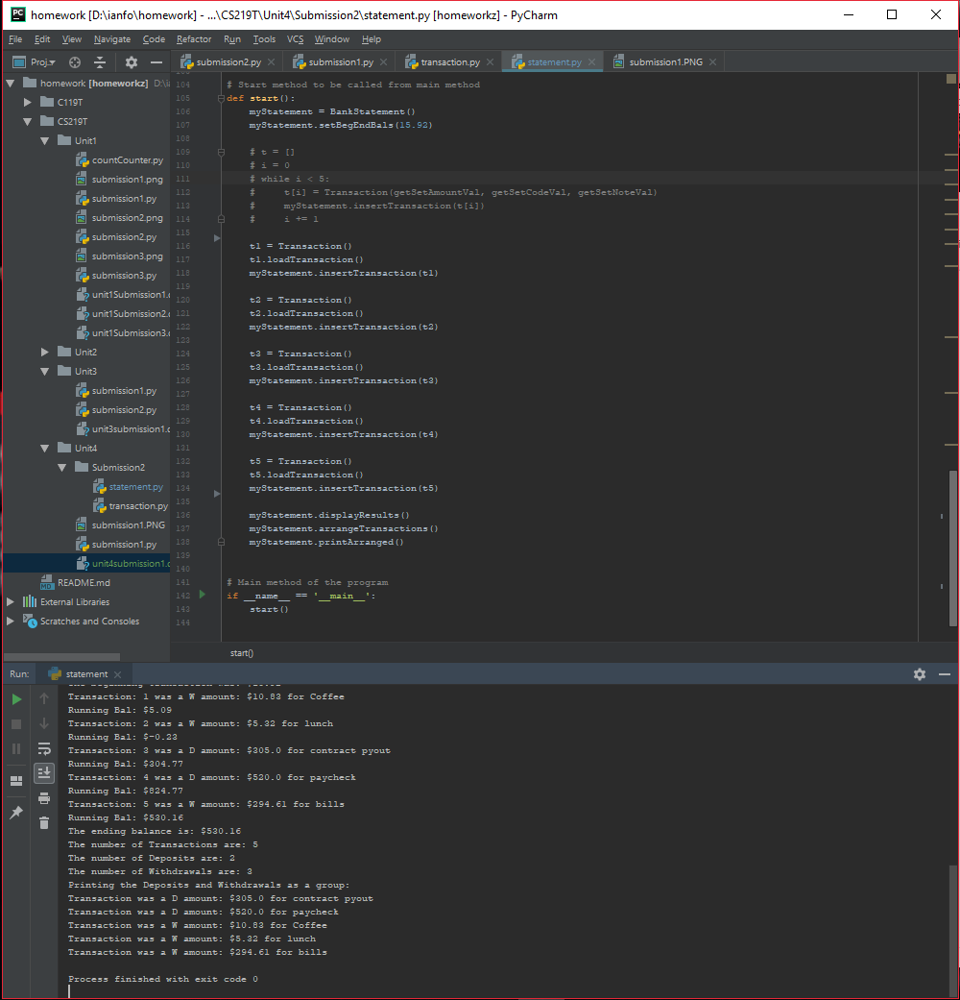 PC homework [D:\ianfo\homework] - ...\CS219T\Unit4\Submission2\statement.py [homeworkz] - PyCharm
File Edit View Navigate Code Refactor Run Tools VCS Window Help
Proj.
submission2.py submission1.py transaction.py statement.py submission1.PNG
homework [homeworkz]
C119T
CS219T
Unit1
countCounter.py
submission1.png
submission1.py
submission2.png
submission2.py
submission3.png
submission3.py
unit1Submission1.
unit1Submission2.
unit1Submission3.
Unit2
Unit3
submission1.py
submission2.py
unit3submission1.
Unit4
Submission2
statement.py
transaction.py
submission1.PNG
submission1.py
unit4submission1.
MD README.md
External Libraries
Scratches and Consoles
104 # Start method to be called from main method
105 def start():
106 myStatement = BankStatement()
107 myStatement.setBegEndBals(15.92)
108
109 # t = []
110 # i = 0
111 # while i < 5:
112 #     t[i] = Transaction(getSetAmountVal, getSetCodeVal, getSetNoteVal)
113 #     myStatement.insertTransaction(t[i])
114 #     i += 1
115
116 t1 = Transaction()
117 t1.loadTransaction()
118 myStatement.insertTransaction(t1)
119
120 t2 = Transaction()
121 t2.loadTransaction()
122 myStatement.insertTransaction(t2)
123
124 t3 = Transaction()
125 t3.loadTransaction()
126 myStatement.insertTransaction(t3)
127
128 t4 = Transaction()
129 t4.loadTransaction()
130 myStatement.insertTransaction(t4)
131
132 t5 = Transaction()
133 t5.loadTransaction()
134 myStatement.insertTransaction(t5)
135
136 myStatement.displayResults()
137 myStatement.arrangeTransactions()
138 myStatement.printArranged()
139
140
141 # Main method of the program
142 if __name__ == '__main__':
143 start()
144
start()
Run: statement
Transaction: 1 was a W amount: $10.83 for Coffee
Running Bal: $5.09
Transaction: 2 was a W amount: $5.32 for lunch
Running Bal: $-0.23
Transaction: 3 was a D amount: $305.0 for contract pyout
Running Bal: $304.77
Transaction: 4 was a D amount: $520.0 for paycheck
Running Bal: $824.77
Transaction: 5 was a W amount: $294.61 for bills
Running Bal: $530.16
The ending balance is: $530.16
The number of Transactions are: 5
The number of Deposits are: 2
The number of Withdrawals are: 3
Printing the Deposits and Withdrawals as a group:
Transaction was a D amount: $305.0 for contract pyout
Transaction was a D amount: $520.0 for paycheck
Transaction was a W amount: $10.83 for Coffee
Transaction was a W amount: $5.32 for lunch
Transaction was a W amount: $294.61 for bills
Process finished with exit code 0